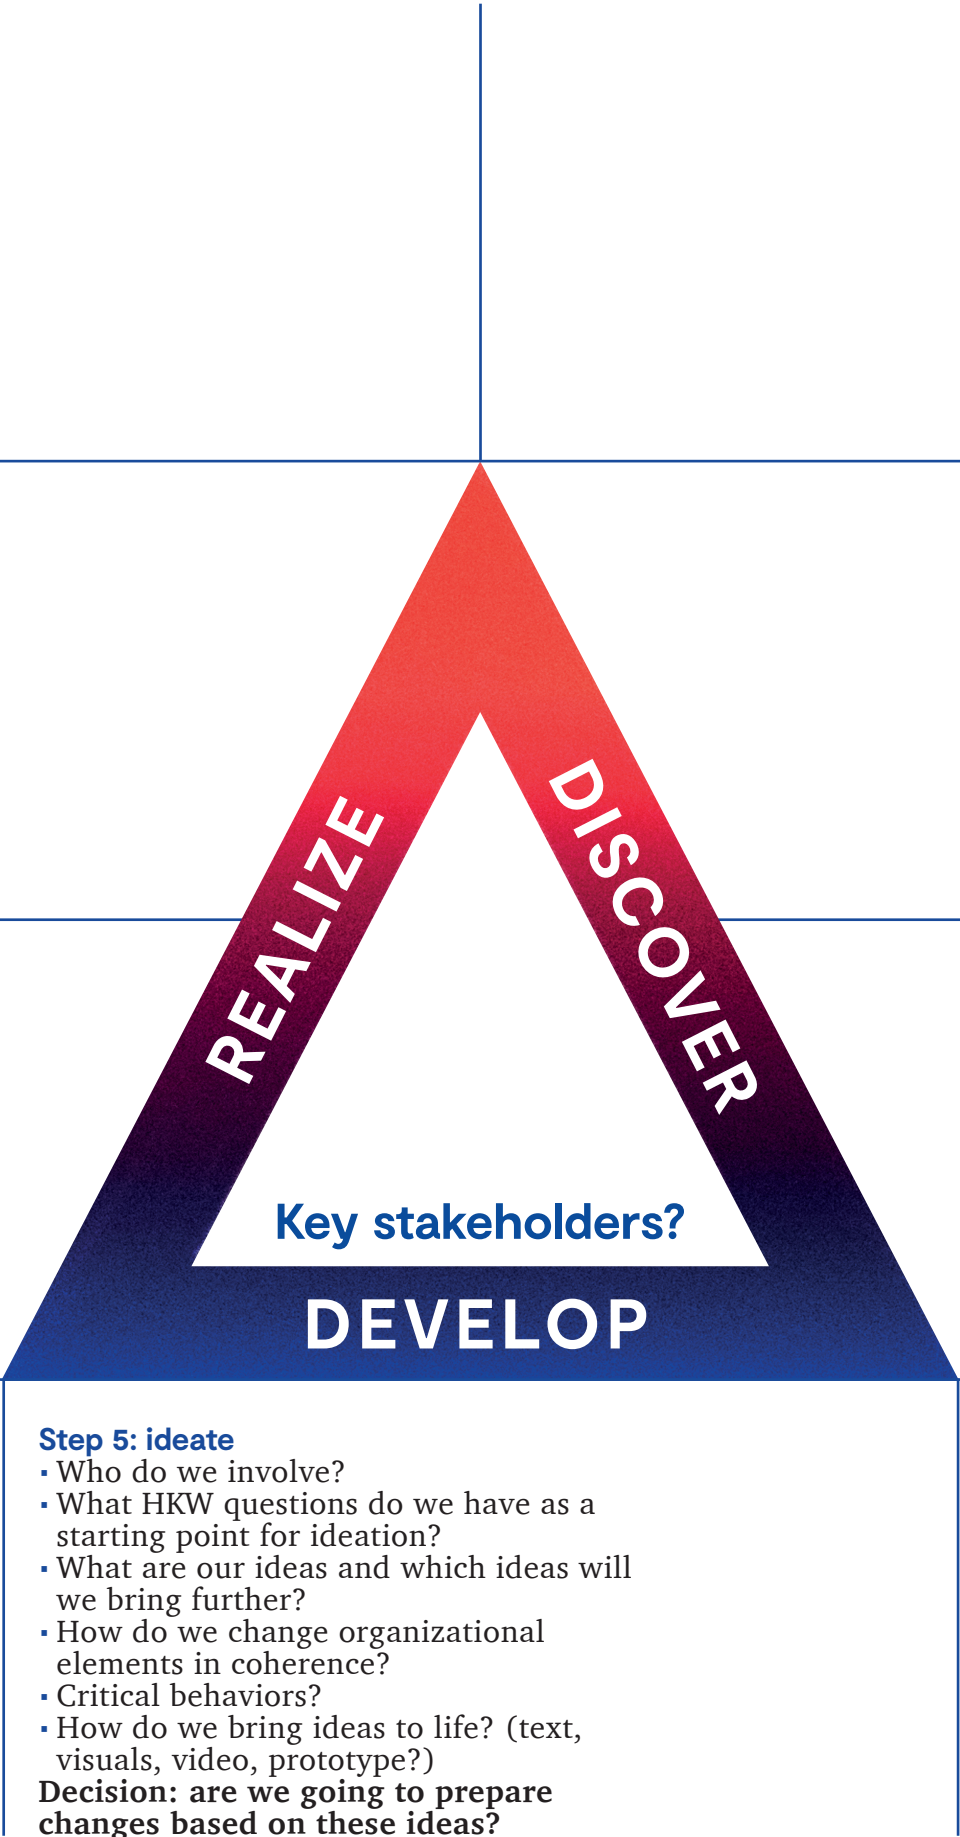 REALIZE
DISCOVER
Key stakeholders?
DEVELOP
Step 5: ideate
▪ Who do we involve?
▪ What HKW questions do we have as a
starting point for ideation?
▪ What are our ideas and which ideas will
we bring further?
▪ How do we change organizational
elements in coherence?
▪ Critical behaviors?
▪ How do we bring ideas to life? (text,
visuals, video, prototype?)
Decision: are we going to prepare
changes based on these ideas?